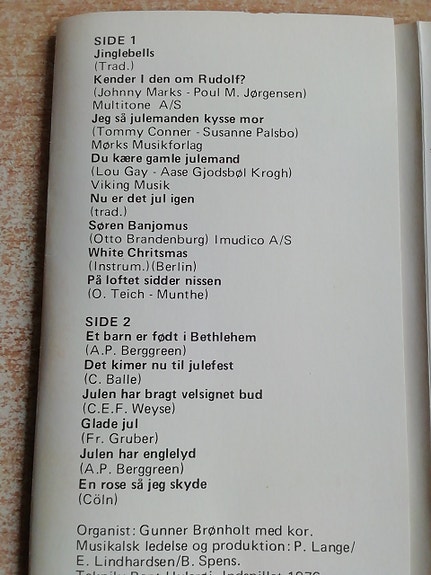 SIDE 1
Jinglebells
(Trad.)
Kender I den om Rudolf?
(Johnny Marks - Poul M. Jørgensen)
Multitone A/S
Jeg så julemanden kysse mor
(Tommy Conner - Susanne Palsbo)
Mørks Musikforlag
Du kære gamle julemand
(Lou Gay - Aase Gjodsbøl Krogh)
Viking Musik
Nu er det jul igen
(trad.)
Søren Banjomus
(Otto Brandenburg) Imudico A/S
White Chritsmas
(Instrum.)(Berlin)
På loftet sidder nissen
(O. Teich - Munthe)
SIDE 2
Et barn er født i Bethlehem
(A.P. Berggreen)
Det kimer nu til julefest
(C. Balle)
Julen har bragt velsignet bud
(C.E.F. Weyse)
Glade jul
(Fr. Gruber)
Julen har englelyd
(A.P. Berggreen)
En rose så jeg skyde
(Cöln)
Organist: Gunner Brønholt med kor.
Musikalsk ledelse og produktion: P. Lange/
E. Lindhardsen/B. Spens.